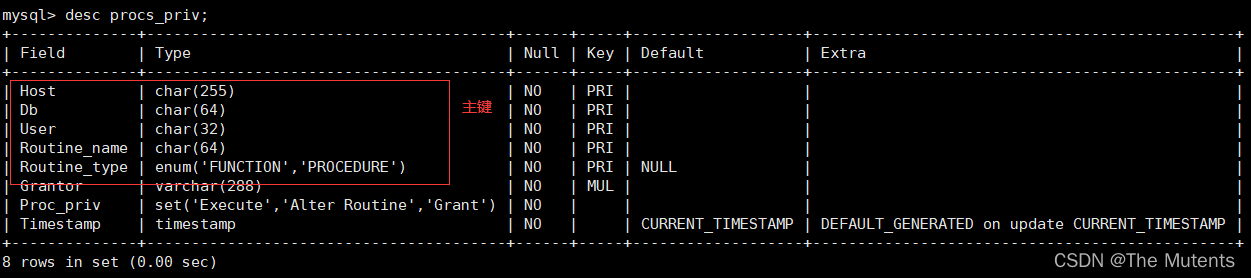 mysql> desc procs_priv;
+--------------+----------------------------------------+------+-----+-------------------+-----------------------------------------------+
| Field | Type | Null | Key | Default | Extra |
+--------------+----------------------------------------+------+-----+-------------------+-----------------------------------------------+
| Host | char(255) | NO | PRI | | |
| Db | char(64) | NO | PRI | | |
| User | char(32) | NO | PRI | | |
| Routine_name | char(64) | NO | PRI | | |
| Routine_type | enum('FUNCTION','PROCEDURE') | NO | PRI | NULL | |
| Grantor | varchar(288) | NO | MUL | | |
| Proc_priv | set('Execute','Alter Routine','Grant') | NO | | | |
| Timestamp | timestamp | NO | | CURRENT_TIMESTAMP | DEFAULT_GENERATED on update CURRENT_TIMESTAMP |
+--------------+----------------------------------------+------+-----+-------------------+-----------------------------------------------+
8 rows in set (0.00 sec)
主键
CSDN @The Mutents